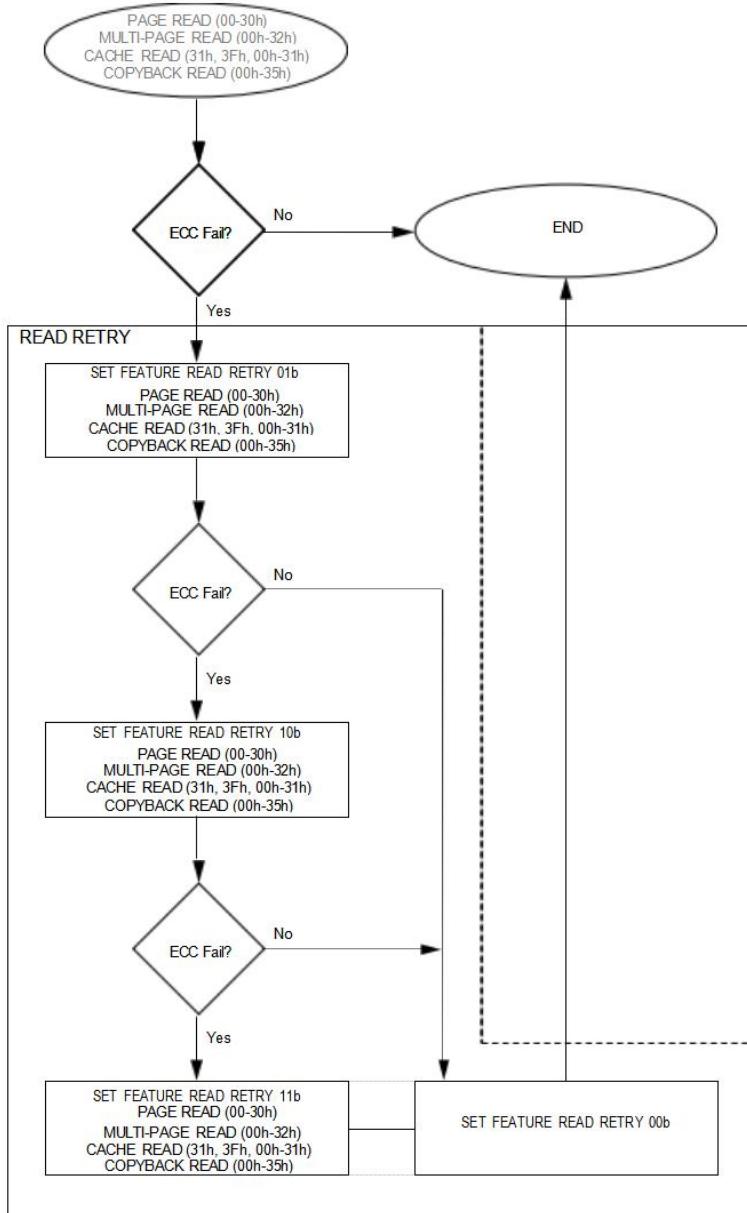 PAGE READ (00-30h)
MULTI-PAGE READ (00h-32h)
CACHE READ (31h, 3Fh, 00h-31h)
COPYBACK READ (00h-35h)
ECC Fail?
No
END
Yes
READ RETRY
SET FEATURE READ RETRY 01b
PAGE READ (00-30h)
MULTI-PAGE READ (00h-32h)
CACHE READ (31h, 3Fh, 00h-31h)
COPYBACK READ (00h-35h)
ECC Fail?
No
Yes
SET FEATURE READ RETRY 10b
PAGE READ (00-30h)
MULTI-PAGE READ (00h-32h)
CACHE READ (31h, 3Fh, 00h-31h)
COPYBACK READ (00h-35h)
ECC Fail?
No
Yes
SET FEATURE READ RETRY 11b
PAGE READ (00-30h)
MULTI-PAGE READ (00h-32h)
CACHE READ (31h, 3Fh, 00h-31h)
COPYBACK READ (00h-35h)
SET FEATURE READ RETRY 00b